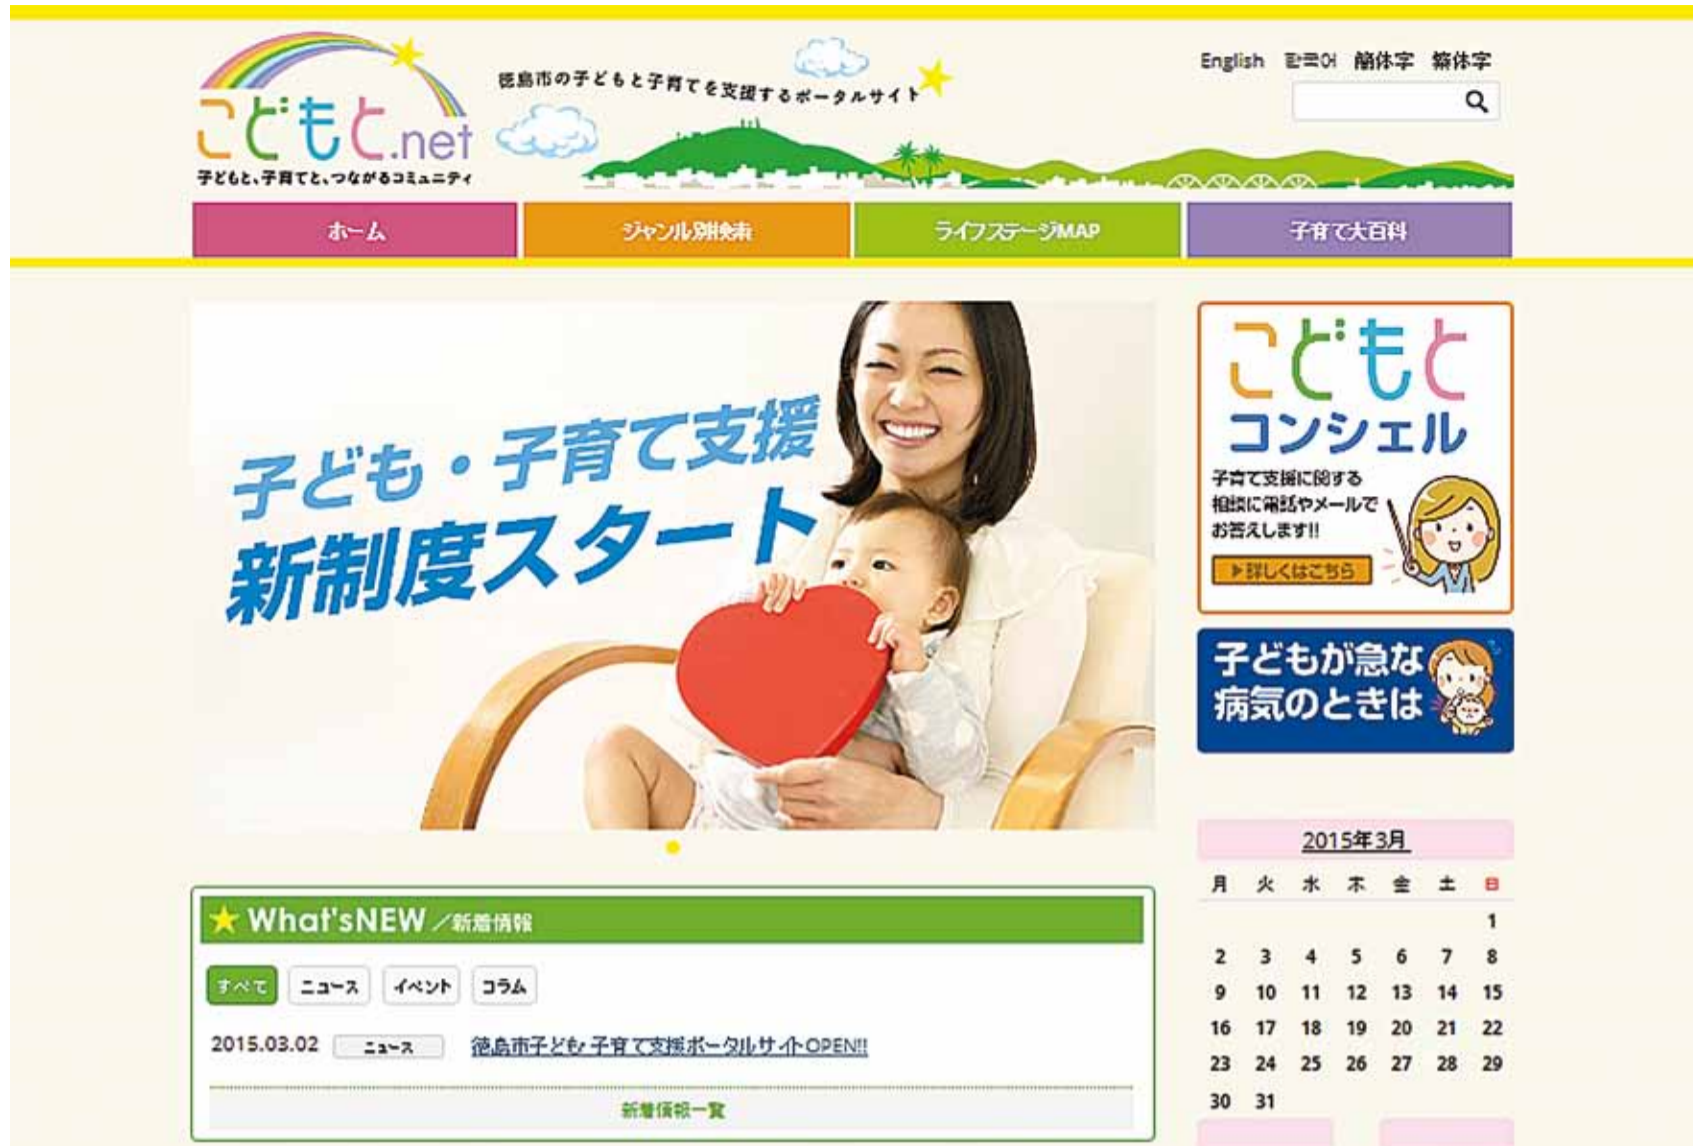 こどもと.net
子どもと、子育てと、つながるコミュニティ
徳島市の子どもと子育てを支援するポータルサイト
English 한국어 簡体字 繁体字
ホーム
ジャンル別検索
ライフステージMAP
子育て大百科
子ども・子育て支援
新制度スタート
こどもと
コンシェル
子育て支援に関する
相談に電話やメールで
お答えします!!
▶詳しくはこちら
子どもが急な
病気のときは
What'sNEW／新着情報
すべて ニュース イベント コラム
2015.03.02 ニュース 徳島市子ども・子育て支援ポータルサイトOPEN!!
新着情報一覧
2015年3月
月 火 水 木 金 土 日
1
2 3 4 5 6 7 8
9 10 11 12 13 14 15
16 17 18 19 20 21 22
23 24 25 26 27 28 29
30 31